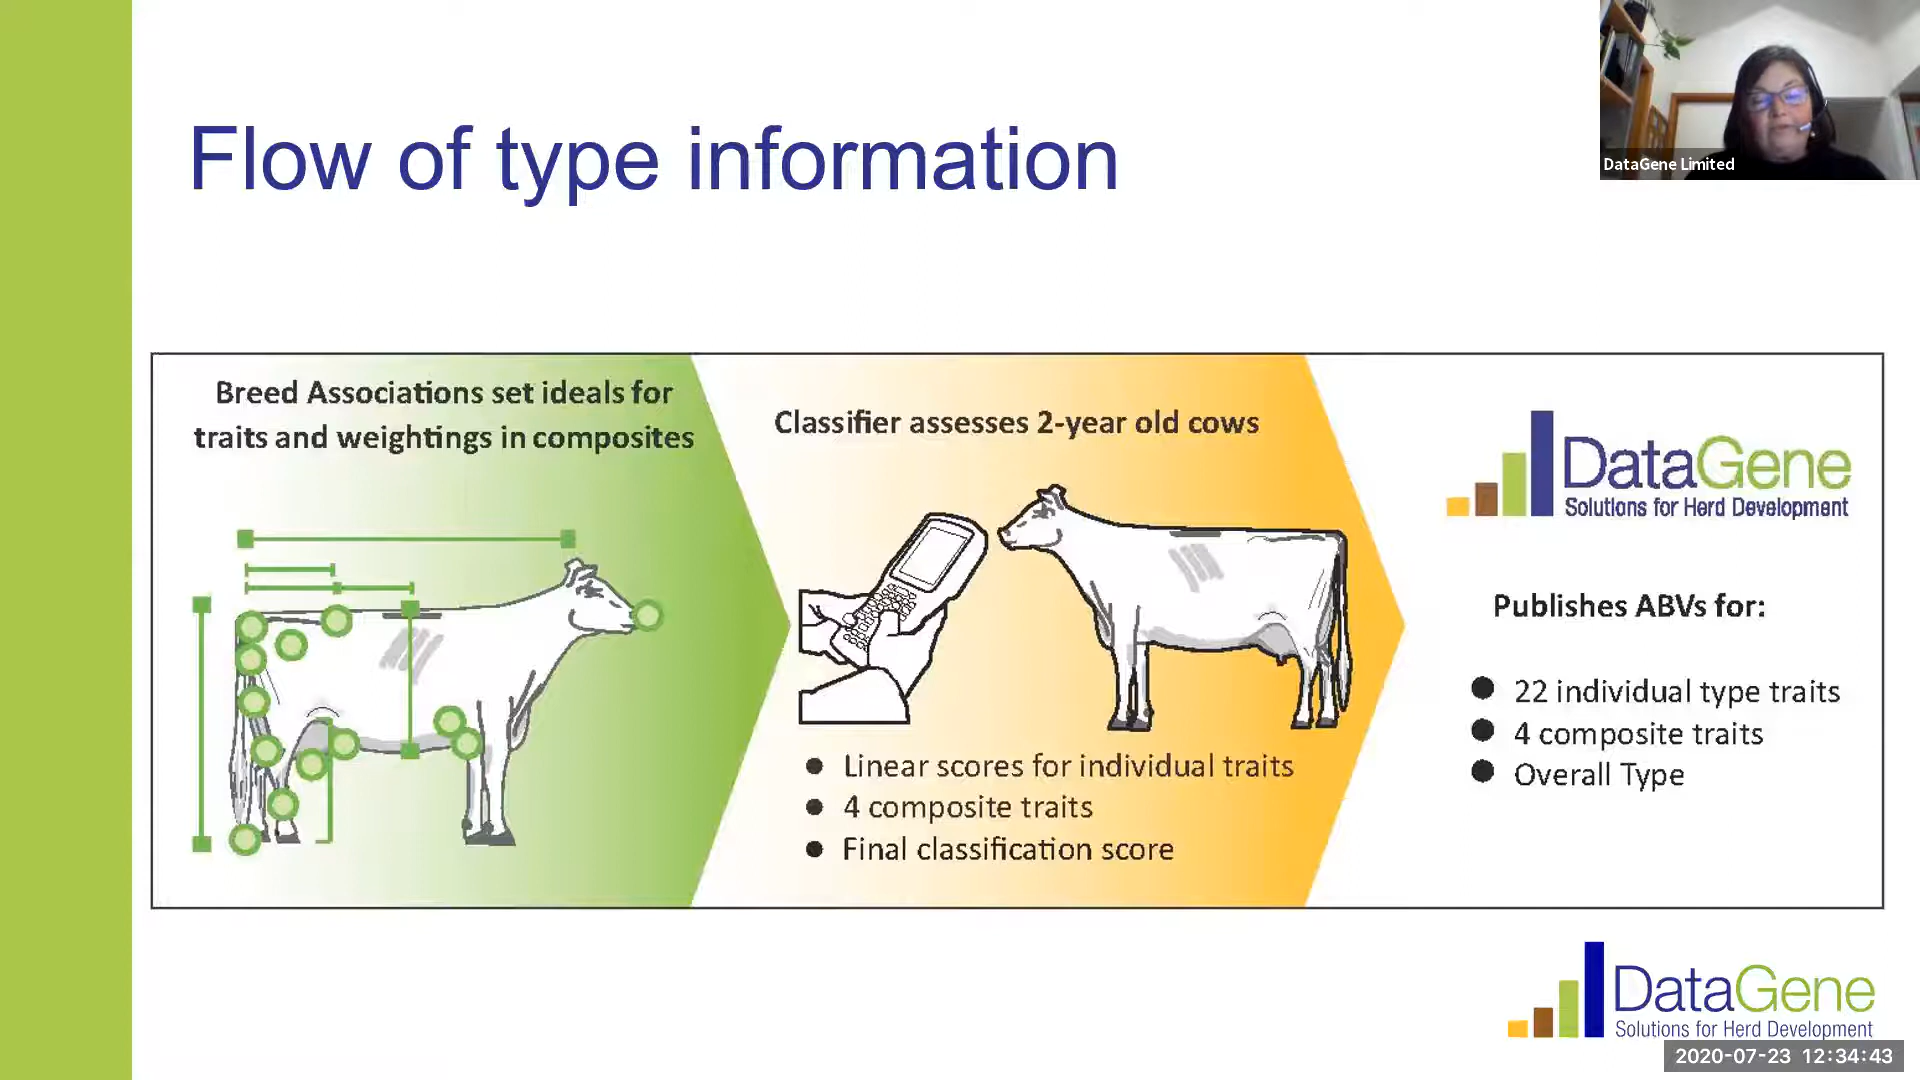 Flow of type information
DataGene Limited
Breed Associations set ideals for
traits and weightings in composites
Classifier assesses 2-year old cows
● Linear scores for individual traits
● 4 composite traits
● Final classification score
DataGene
Solutions for Herd Development
Publishes ABVs for:
● 22 individual type traits
● 4 composite traits
● Overall Type
DataGene
Solutions for Herd Development
2020-07-23 12:34:43